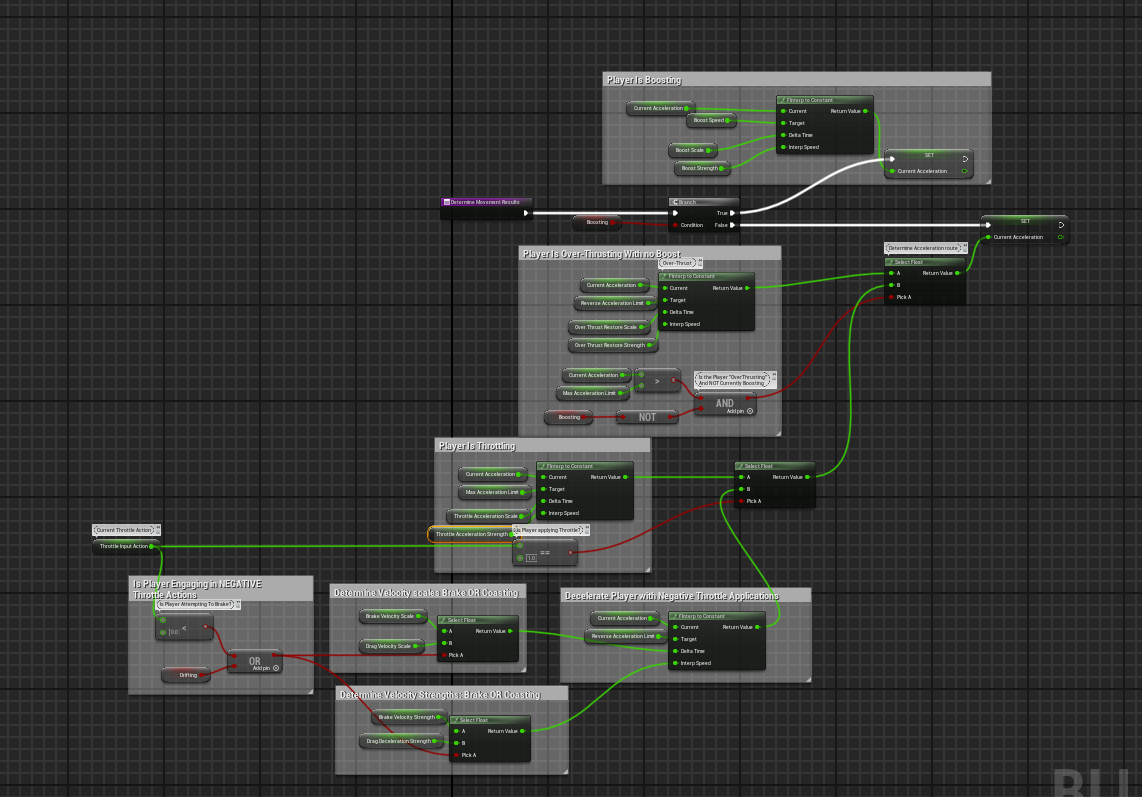 Player Is Boosting
Current Acceleration
Boost Speed
Boost Scale
Boost Strength
FInterp to Constant
Current
Return Value
Target
Delta Time
Interp Speed
SET
Current Acceleration
Determine Movement Results
Boosting
Branch
True
Condition
False
SET
Current Acceleration
Determine Acceleration route
Select Float
A
Return Value
B
Pick A
Player Is Over-Thrusting With no Boost
Over-Thrust
FInterp to Constant
Current Acceleration
Reverse Acceleration Limit
Over Thrust Restore Scale
Over Thrust Restore Strength
Current
Return Value
Target
Delta Time
Interp Speed
Current Acceleration
Max Acceleration Limit
>
Is the Player "OverThrusting"
And NOT Currently Boosting
AND
Add pin
Boosting
NOT
Player Is Throttling
Current Acceleration
Max Acceleration Limit
Throttle Acceleration Scale
Throttle Acceleration Strength
FInterp to Constant
Current
Return Value
Target
Delta Time
Interp Speed
Is Player applying Throttle?
1.0
==
Select Float
A
Return Value
B
Pick A
Current Throttle Action
Throttle Input Action
Is Player Engaging in NEGATIVE
Throttle Actions
Is Player Attempting To Brake?
0.0
<
Drifting
OR
Add pin
Determine Velocity scales Brake OR Coasting
Brake Velocity Scale
Drag Velocity Scale
Select Float
A
Return Value
B
Pick A
Decelerate Player with Negative Throttle Applications
Current Acceleration
Reverse Acceleration Limit
FInterp to Constant
Current
Return Value
Target
Delta Time
Interp Speed
Determine Velocity Strengths: Brake OR Coasting
Brake Velocity Strength
Drag Deceleration Strength
Select Float
A
Return Value
B
Pick A